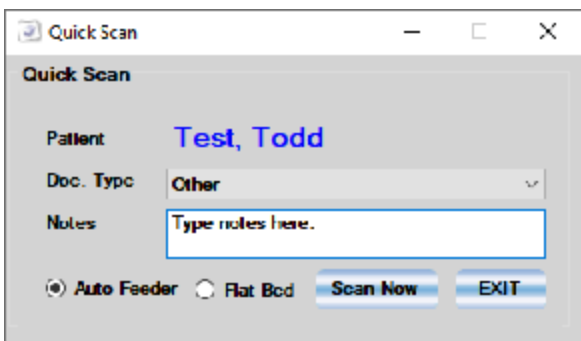 Quick Scan
Quick Scan
Patient Test, Todd
Doc. Type Other
Notes Type notes here.
Auto Feeder Flat Bed Scan Now EXIT